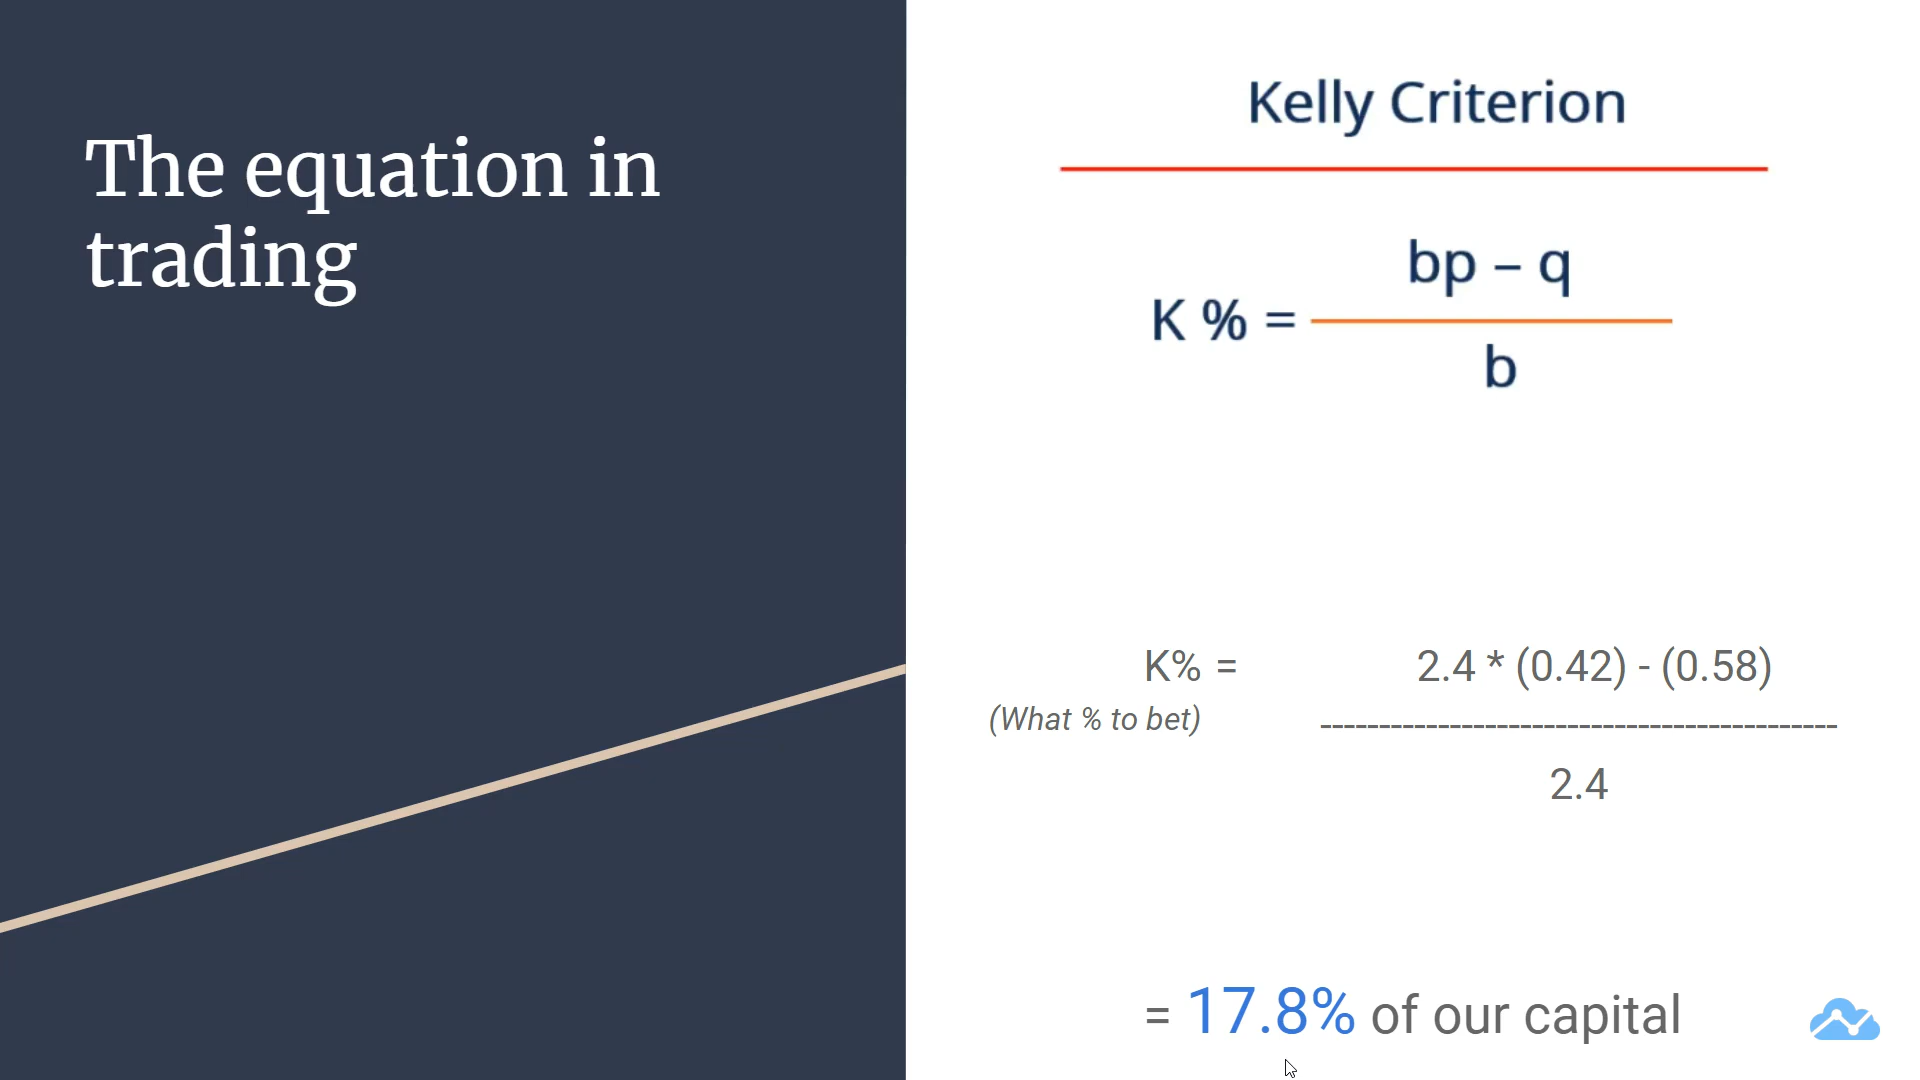 The equation in
trading
Kelly Criterion
bp – q
K % =
b
K% =
2.4 * (0.42) - (0.58)
(What % to bet)
--------------------------------------------
2.4
= 17.8% of our capital